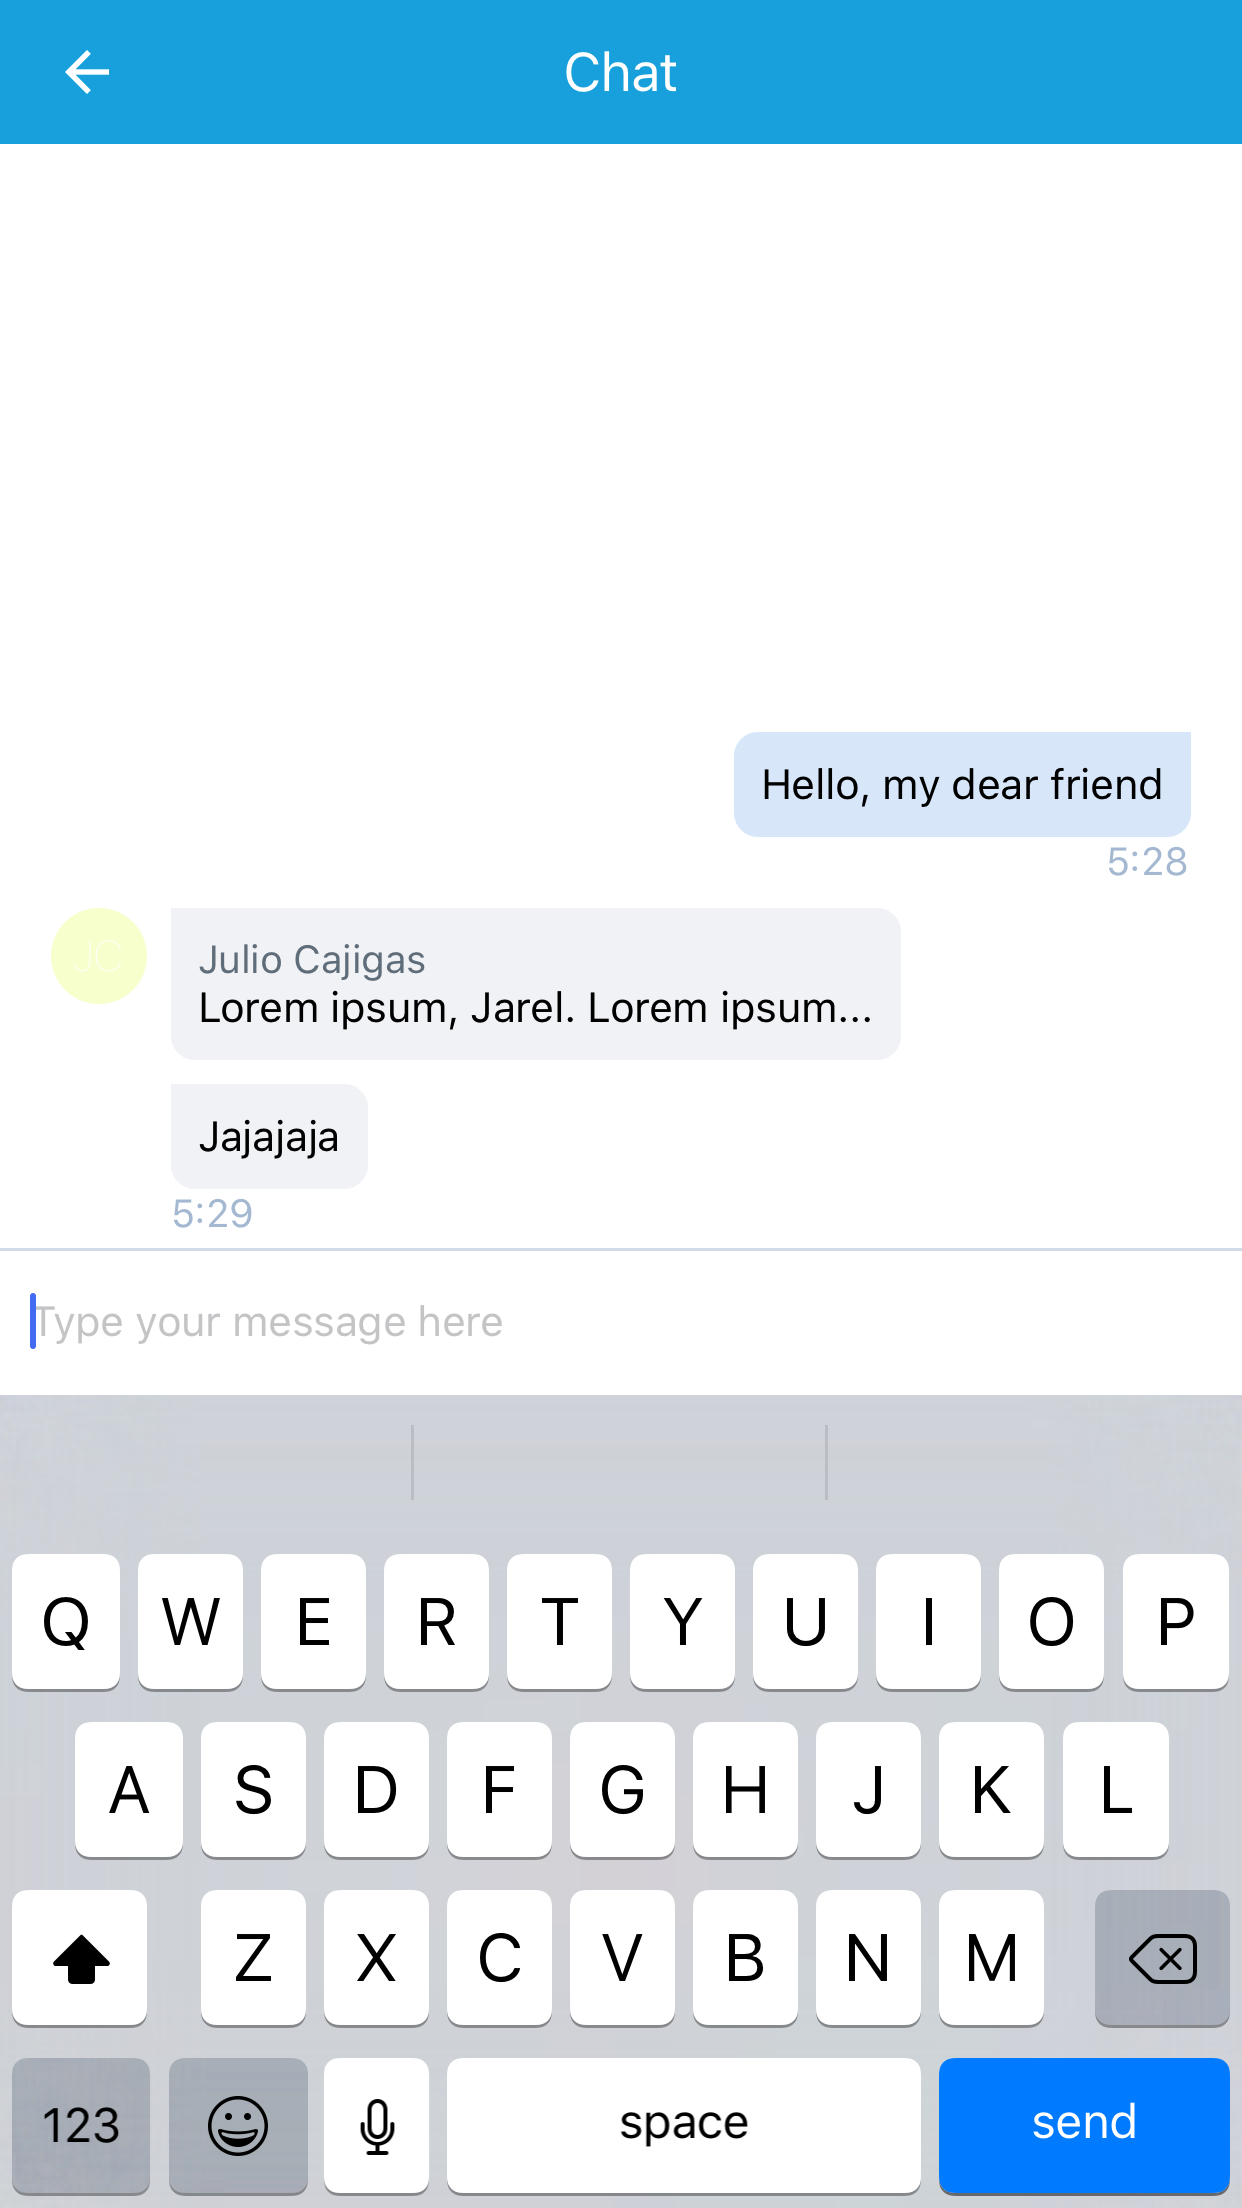 Chat
Hello, my dear friend
5:28
JC
Julio Cajigas
Lorem ipsum, Jarel. Lorem ipsum...
Jajajaja
5:29
Type your message here
Q W E R T Y U I O P
A S D F G H J K L
Z X C V B N M
123 space send